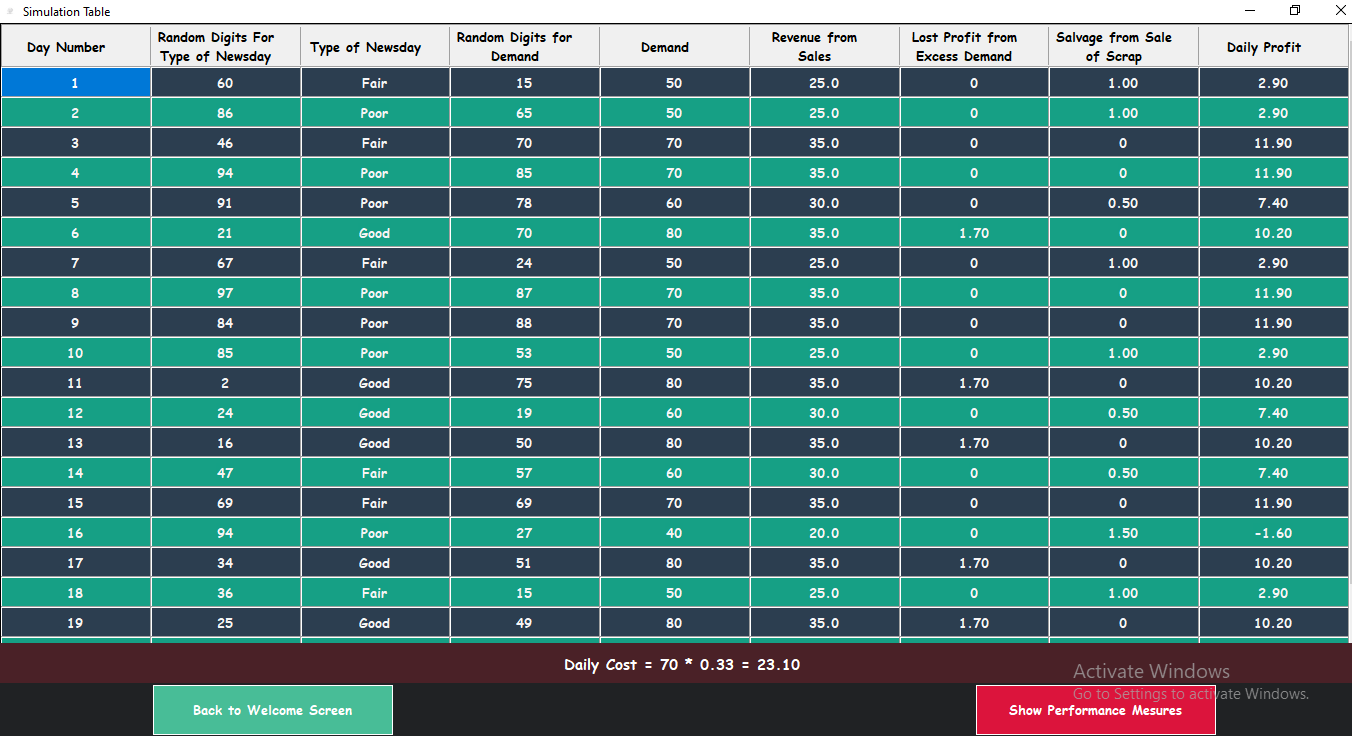 Simulation Table
Day Number Random Digits For Type of Newsday Type of Newsday Random Digits for Demand Demand Revenue from Sales Lost Profit from Excess Demand Salvage from Sale of Scrap Daily Profit
1 60 Fair 15 50 25.0 0 1.00 2.90
2 86 Poor 65 50 25.0 0 1.00 2.90
3 46 Fair 70 70 35.0 0 0 11.90
4 94 Poor 85 70 35.0 0 0 11.90
5 91 Poor 78 60 30.0 0 0.50 7.40
6 21 Good 70 80 35.0 1.70 0 10.20
7 67 Fair 24 50 25.0 0 1.00 2.90
8 97 Poor 87 70 35.0 0 0 11.90
9 84 Poor 88 70 35.0 0 0 11.90
10 85 Poor 53 50 25.0 0 1.00 2.90
11 2 Good 75 80 35.0 1.70 0 10.20
12 24 Good 19 60 30.0 0 0.50 7.40
13 16 Good 50 80 35.0 1.70 0 10.20
14 47 Fair 57 60 30.0 0 0.50 7.40
15 69 Fair 69 70 35.0 0 0 11.90
16 94 Poor 27 40 20.0 0 1.50 -1.60
17 34 Good 51 80 35.0 1.70 0 10.20
18 36 Fair 15 50 25.0 0 1.00 2.90
19 25 Good 49 80 35.0 1.70 0 10.20
Daily Cost = 70 * 0.33 = 23.10
Activate Windows
Go to Settings to activate Windows.
Back to Welcome Screen
Show Performance Mesures